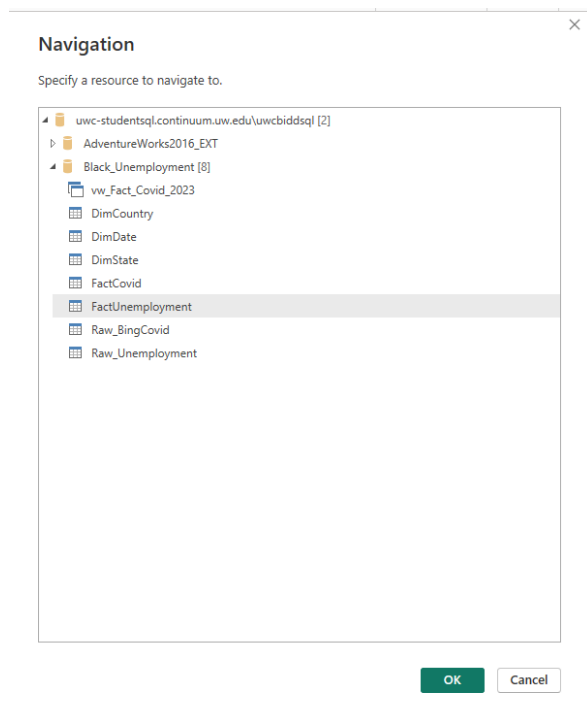 Navigation
Specify a resource to navigate to.
uwc-studentsql.continuum.uw.edu\uwcbiddsql [2]
AdventureWorks2016_EXT
Black_Unemployment [8]
vw_Fact_Covid_2023
DimCountry
DimDate
DimState
FactCovid
FactUnemployment
Raw_BingCovid
Raw_Unemployment
OK Cancel